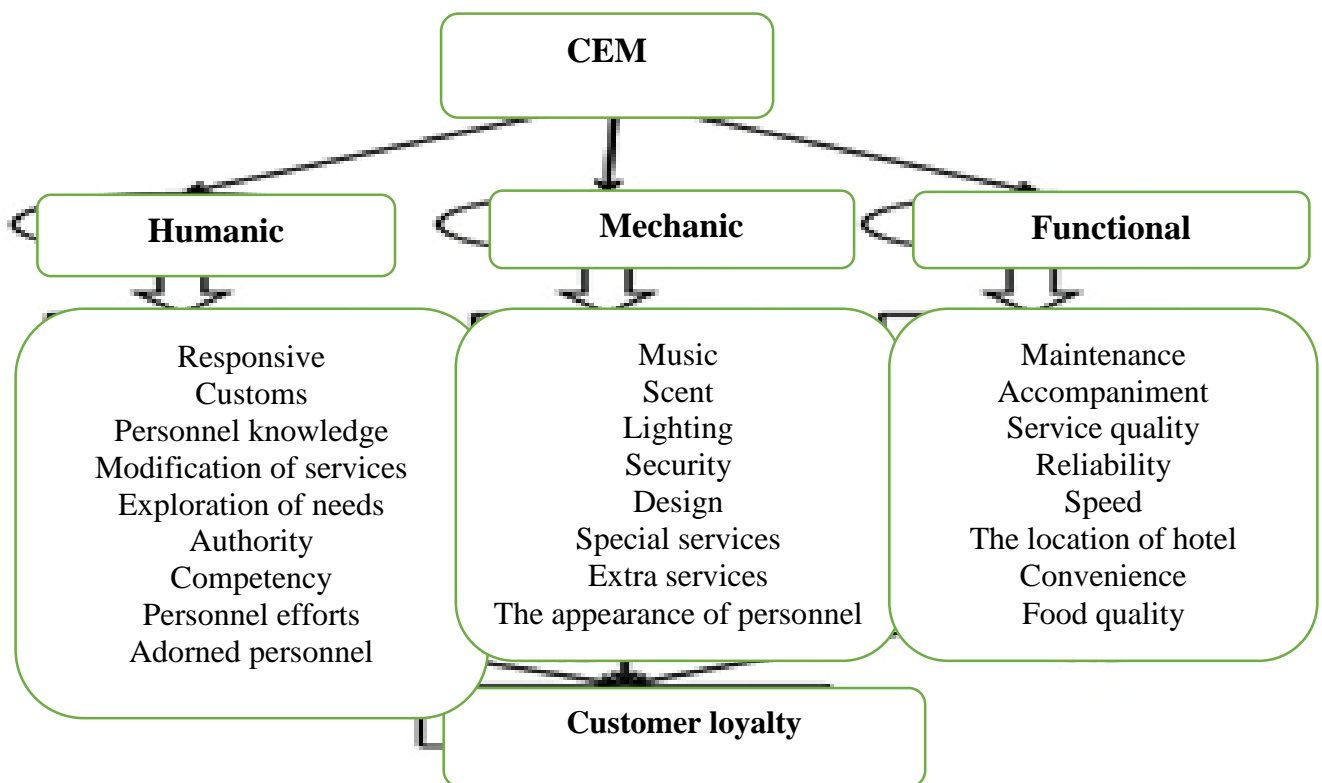 CEM
Humanic
Mechanic
Functional
Responsive
Customs
Personnel knowledge
Modification of services
Exploration of needs
Authority
Competency
Personnel efforts
Adorned personnel
Music
Scent
Lighting
Security
Design
Special services
Extra services
The appearance of personnel
Maintenance
Accompaniment
Service quality
Reliability
Speed
The location of hotel
Convenience
Food quality
Customer loyalty